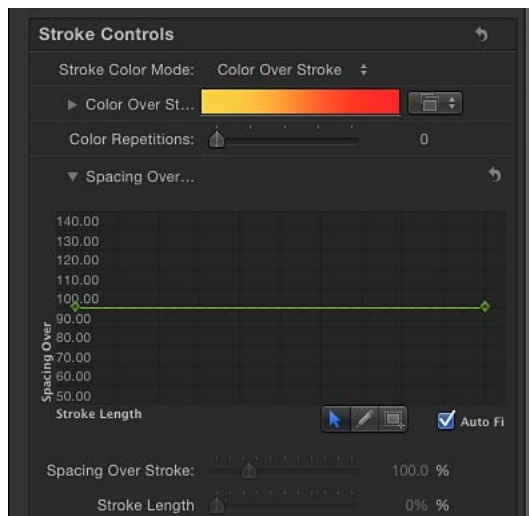 Stroke Controls
Stroke Color Mode: Color Over Stroke
Color Over St...
Color Repetitions: 0
Spacing Over...
140.00
130.00
120.00
110.00
100.00
90.00
80.00
70.00
60.00
50.00
Spacing Over
Stroke Length
Auto Fi
Spacing Over Stroke: 100.0 %
Stroke Length 0% %